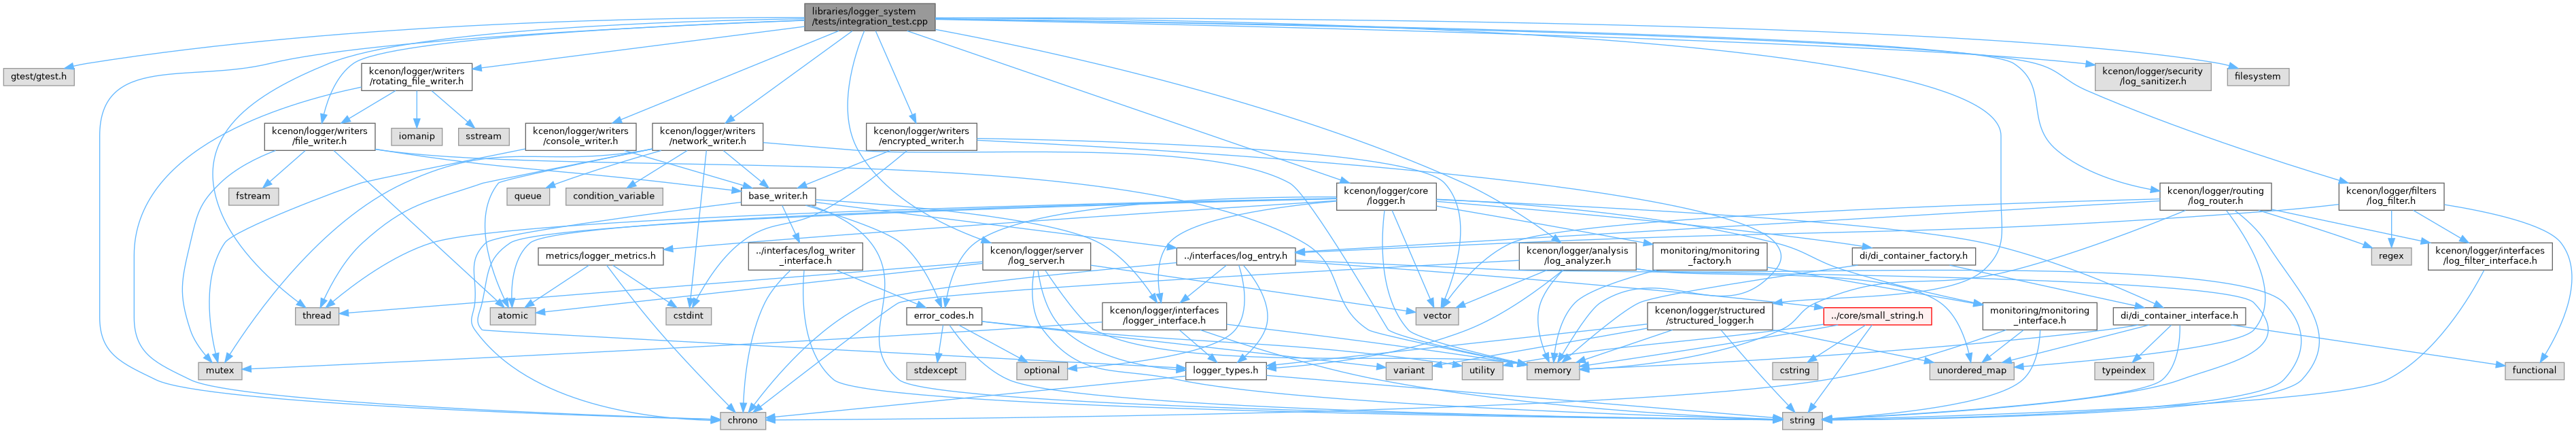 libraries/logger_system
/tests/integration_test.cpp
gtest/gtest.h
kcenon/logger/writers
/rotating_file_writer.h
kcenon/logger/security
/log_sanitizer.h
filesystem
kcenon/logger/writers
/file_writer.h
iomanip
sstream
kcenon/logger/writers
/console_writer.h
kcenon/logger/writers
/network_writer.h
kcenon/logger/writers
/encrypted_writer.h
fstream
queue
condition_variable
base_writer.h
kcenon/logger/core
/logger.h
kcenon/logger/routing
/log_router.h
kcenon/logger/filters
/log_filter.h
metrics/logger_metrics.h
../interfaces/log_writer
_interface.h
kcenon/logger/server
/log_server.h
../interfaces/log_entry.h
kcenon/logger/analysis
/log_analyzer.h
monitoring/monitoring
_factory.h
di/di_container_factory.h
regex
kcenon/logger/interfaces
/log_filter_interface.h
thread
atomic
cstdint
error_codes.h
kcenon/logger/interfaces
/logger_interface.h
vector
kcenon/logger/structured
/structured_logger.h
../core/small_string.h
monitoring/monitoring
_interface.h
di/di_container_interface.h
mutex
stdexcept
optional
logger_types.h
variant
utility
memory
cstring
unordered_map
typeindex
functional
chrono
string